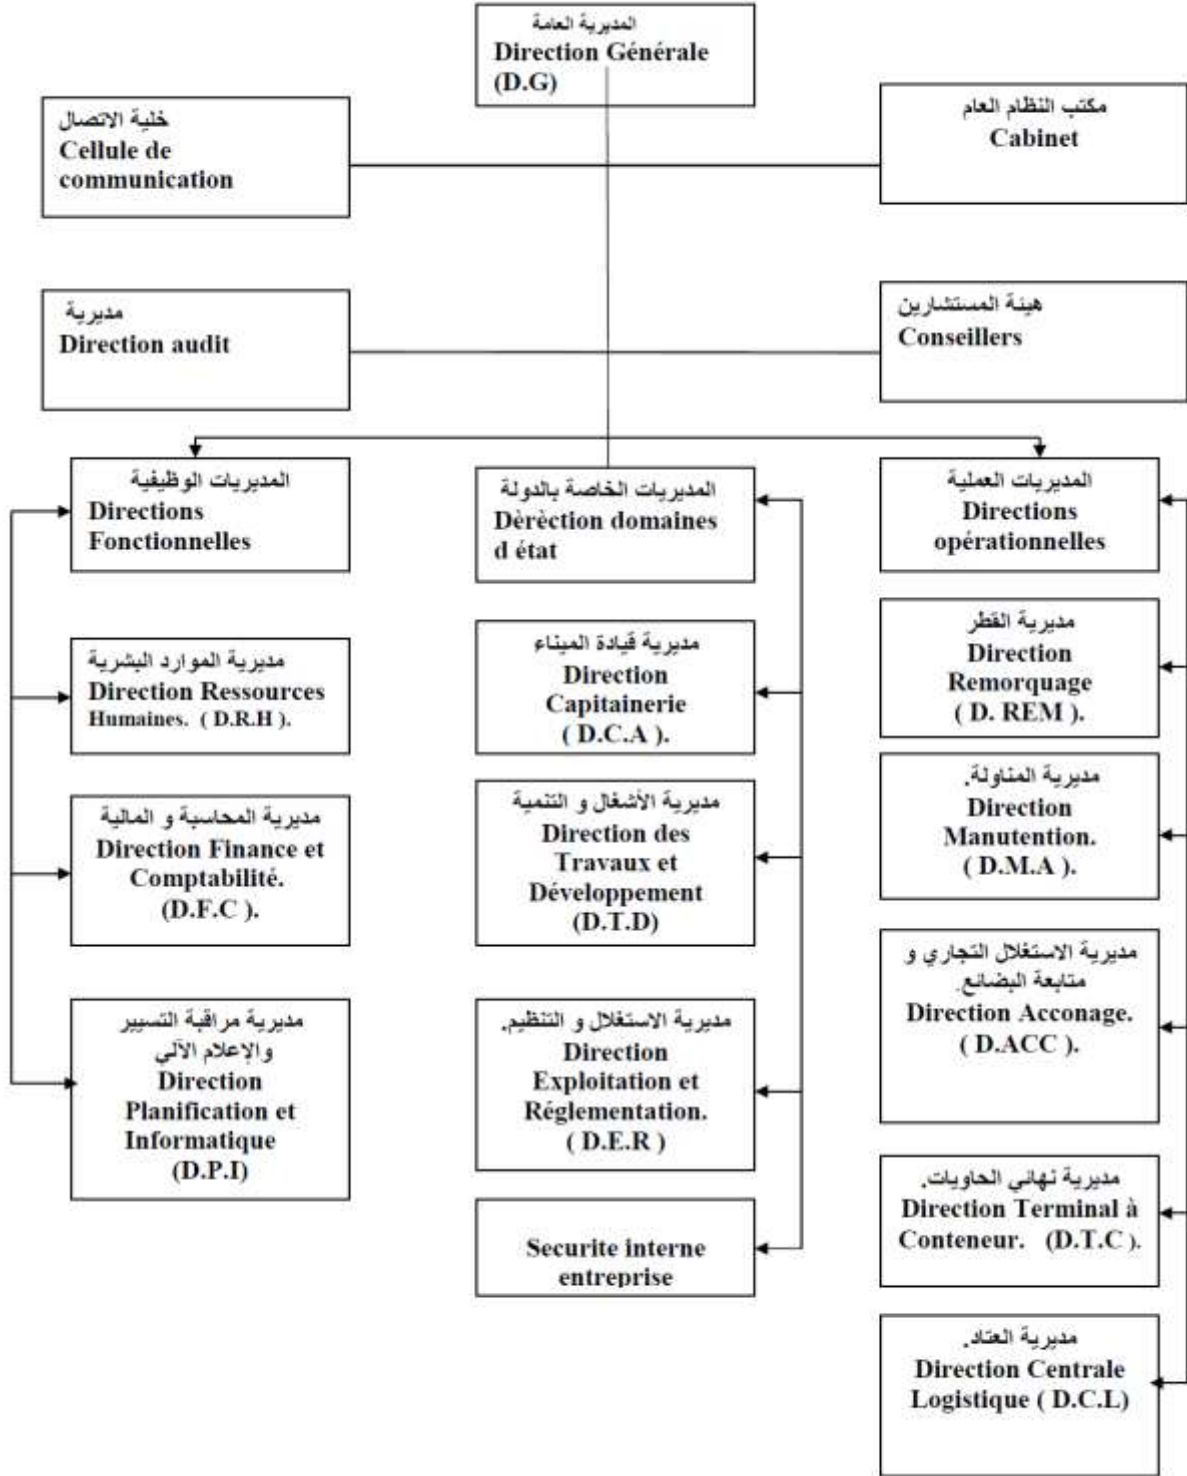 المديرية العامة
Direction Générale
(D.G)
خلية الاتصال
Cellule de
communication
مكتب النظام العام
Cabinet
مديرية
Direction audit
هيئة المستشارين
Conseillers
المديريات الوظيفية
Directions
Fonctionnelles
المديريات الخاصة بالدولة
Dèrèction domaines
d état
المديريات العملية
Directions
opérationnelles
مديرية الموارد البشرية
Direction Ressources
Humaines. ( D.R.H ).
مديرية المحاسبة و المالية
Direction Finance et
Comptabilité.
(D.F.C ).
مديرية مراقبة التسيير
والإعلام الآلي
Direction
Planification et
Informatique
(D.P.I)
مديرية قيادة الميناء
Direction
Capitainerie
( D.C.A ).
مديرية الأشغال و التنمية
Direction des
Travaux et
Développement
(D.T.D)
مديرية الاستغلال و التنظيم.
Direction
Exploitation et
Réglementation.
( D.E.R )
Securite interne
entreprise
مديرية القطر
Direction
Remorquage
( D. REM ).
مديرية المناولة.
Direction
Manutention.
( D.M.A ).
مديرية الاستغلال التجاري و
متابعة البضائع.
Direction Acconage.
( D.ACC ).
مديرية نهائي الحاويات.
Direction Terminal à
Conteneur. (D.T.C ).
مديرية العتاد.
Direction Centrale
Logistique ( D.C.L)